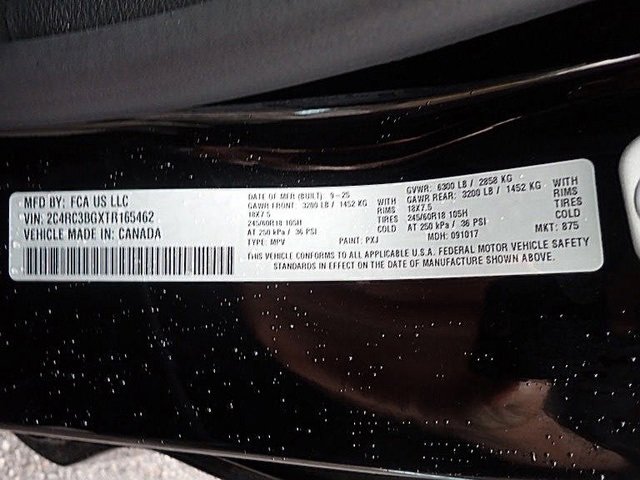 MFD BY: FCA US LLC
VIN: 2C4RC3BGXTR165462
VEHICLE MADE IN: CANADA
DATE OF MFR (BUILT): 9-25
GAWR FRONT: 3200 LB / 1452 KG WITH
18X7.5 RIMS
245/60R18 105H TIRES
AT 250 kPa / 36 PSI COLD
TYPE: MPV PAINT: PXJ
GVWR: 6300 LB / 2858 KG
GAWR REAR: 3200 LB / 1452 KG WITH
18X7.5 RIMS
245/60R18 105H TIRES
AT 250 kPa / 36 PSI COLD
MDH: 091017 MKT: 875
THIS VEHICLE CONFORMS TO ALL APPLICABLE U.S.A. FEDERAL MOTOR VEHICLE SAFETY
STANDARDS IN EFFECT ON THE DATE OF MANUFACTURE SHOWN ABOVE.